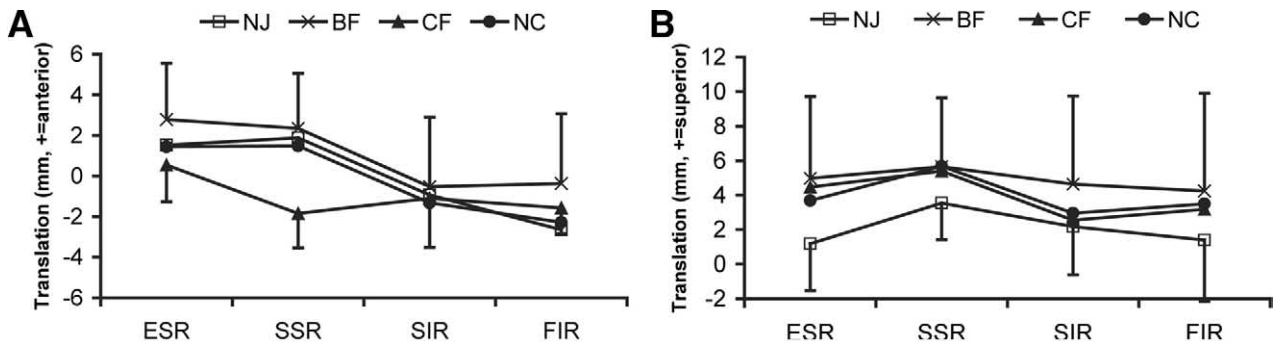 A
NJ BF CF NC
Translation (mm, +=anterior)
6
4
2
0
-2
-4
-6
ESR SSR SIR FIR
B
NJ BF CF NC
Translation (mm, +=superior)
12
10
8
6
4
2
0
-2
ESR SSR SIR FIR